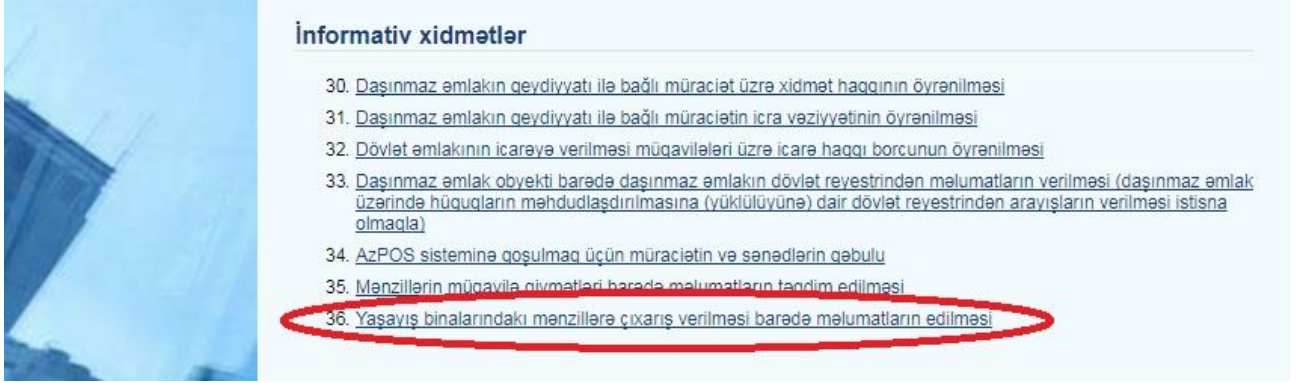 İnformativ xidmətlər
30. Daşınmaz əmlakın qeydiyyatı ilə bağlı müraciət üzrə xidmət haqqının öyrənilməsi
31. Daşınmaz əmlakın qeydiyyatı ilə bağlı müraciətin icra vəziyyətinin öyrənilməsi
32. Dövlət əmlakının icarəyə verilməsi müqavilələri üzrə icarə haqqı borcunun öyrənilməsi
33. Daşınmaz əmlak obyekti barədə daşınmaz əmlakın dövlət reyestrindən məlumatların verilməsi (daşınmaz əmlak
üzərində hüquqların məhdudlaşdırılmasına (yüklülüyünə) dair dövlət reyestrindən arayışların verilməsi istisna
olmaqla)
34. AzPOS sisteminə qoşulmaq üçün müraciətin və sənədlərin qəbulu
35. Mənzillərin müqavilə qiymətləri barədə məlumatların təqdim edilməsi
36. Yaşayış binalarındakı mənzillərə çıxarış verilməsi barədə məlumatların edilməsi